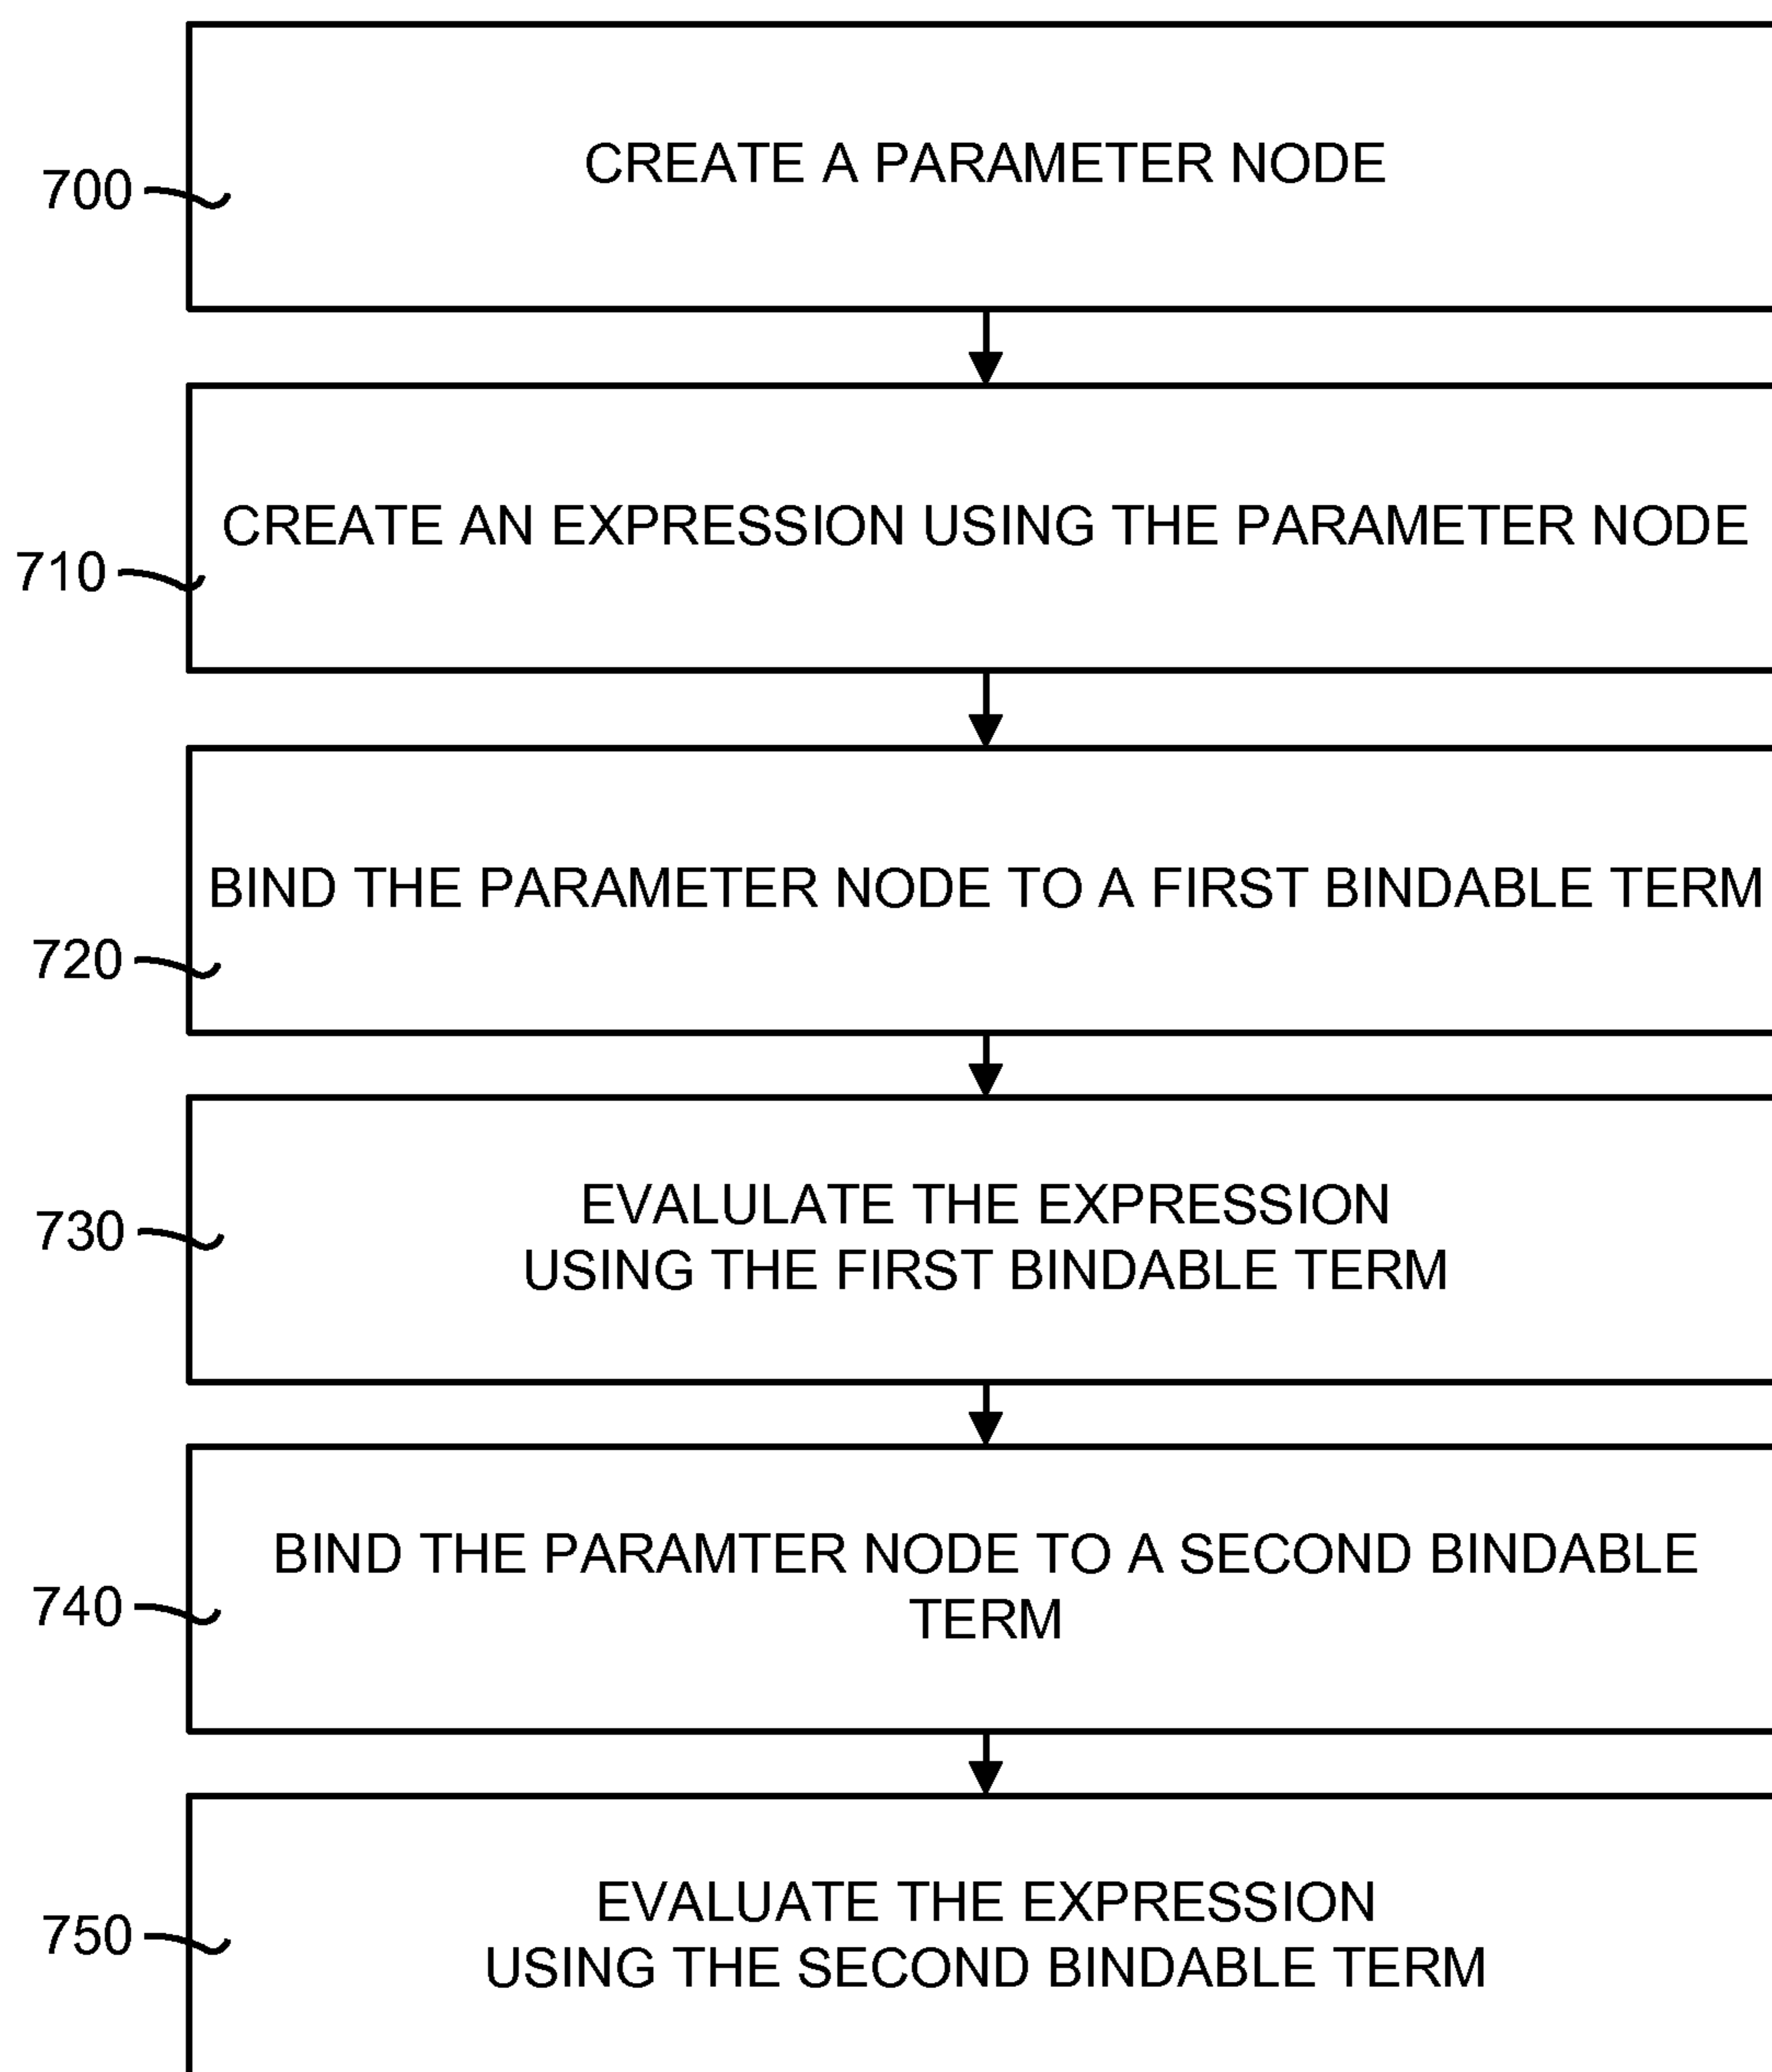 CREATE A PARAMETER NODE
700
CREATE AN EXPRESSION USING THE PARAMETER NODE
710
BIND THE PARAMETER NODE TO A FIRST BINDABLE TERM
720
EVALULATE THE EXPRESSION
USING THE FIRST BINDABLE TERM
730
BIND THE PARAMTER NODE TO A SECOND BINDABLE
TERM
740
EVALUATE THE EXPRESSION
USING THE SECOND BINDABLE TERM
750